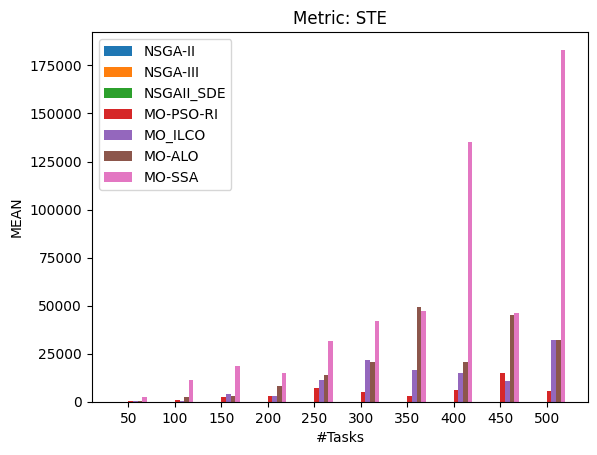 Metric: STE
NSGA-II
NSGA-III
NSGAII_SDE
MO-PSO-RI
MO_ILCO
MO-ALO
MO-SSA
MEAN
175000
150000
125000
100000
75000
50000
25000
0
50 100 150 200 250 300 350 400 450 500
#Tasks